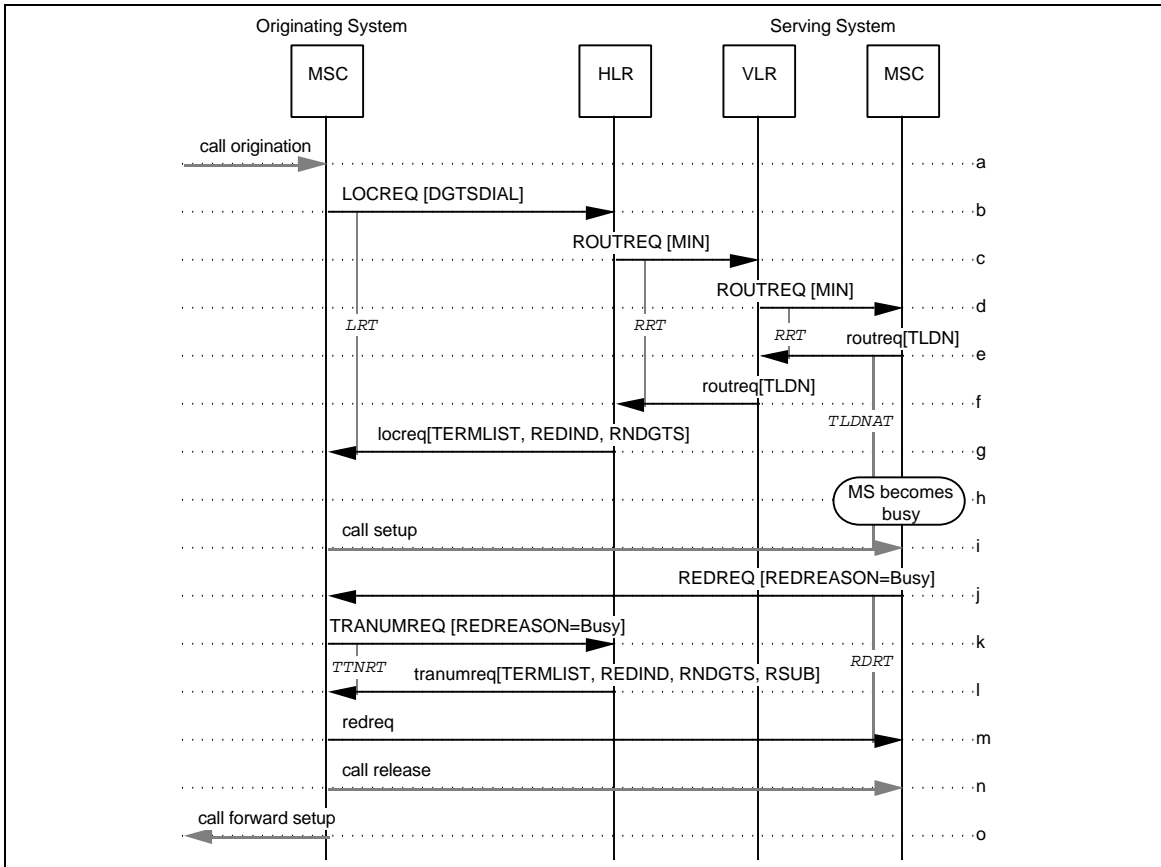 Originating System
Serving System
MSC
HLR
VLR
MSC
call origination
a
LOCREQ [DGTSDIAL]
b
ROUTREQ [MIN]
c
ROUTREQ [MIN]
d
LRT
RRT
RRT
routreq[TLDN]
e
routreq[TLDN]
f
TLDNAT
locreq[TERMLIST, REDIND, RNDGTS]
g
MS becomes
busy
h
call setup
i
REDREQ [REDREASON=Busy]
j
TRANUMREQ [REDREASON=Busy]
k
TTNRT
RDRT
tranumreq[TERMLIST, REDIND, RNDGTS, RSUB]
l
redreq
m
call release
n
call forward setup
o